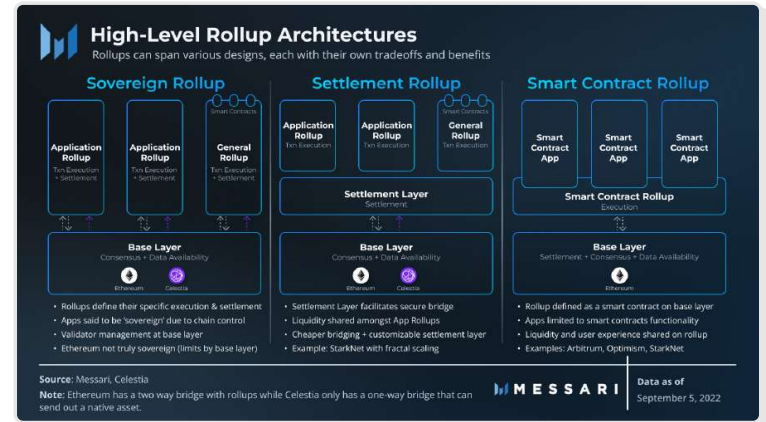 High-Level Rollup Architectures
Rollups can span various designs, each with their own tradeoffs and benefits
Sovereign Rollup
Application Rollup
Txn Execution + Settlement
Application Rollup
Txn Execution + Settlement
Smart Contracts
General Rollup
Txn Execution + Settlement
Base Layer
Consensus + Data Availability
Ethereum
Celestia
• Rollups define their specific execution & settlement
• Apps said to be 'sovereign' due to chain control
• Validator management at base layer
• Ethereum not truly sovereign (limits by base layer)
Settlement Rollup
Application Rollup
Txn Execution
Application Rollup
Txn Execution
Smart Contracts
General Rollup
Txn Execution
Settlement Layer
Settlement
Base Layer
Consensus + Data Availability
Ethereum
Celestia
• Settlement Layer facilitates secure bridge
• Liquidity shared amongst App Rollups
• Cheaper bridging + customizable settlement layer
• Example: StarkNet with fractal scaling
Smart Contract Rollup
Smart Contract App
Smart Contract App
Smart Contract App
Smart Contract Rollup
Execution
Base Layer
Settlement + Consensus + Data Availability
Ethereum
• Rollup defined as a smart contract on base layer
• Apps limited to smart contracts functionality
• Liquidity and user experience shared on rollup
• Examples: Arbitrum, Optimism, StarkNet
Source: Messari, Celestia
Note: Ethereum has a two way bridge with rollups while Celestia only has a one-way bridge that can
send out a native asset.
MESSARI
Data as of
September 5, 2022